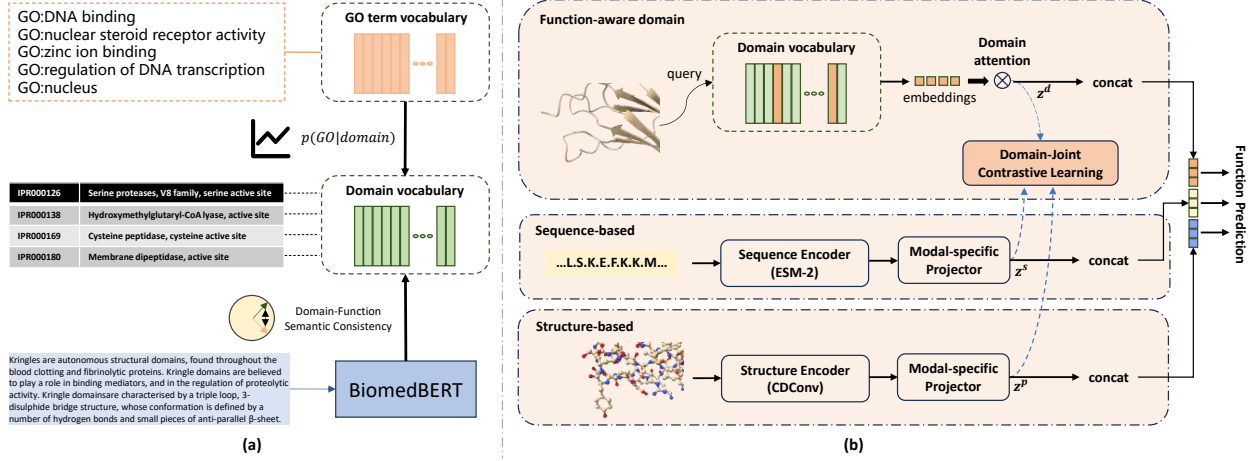 GO:DNA binding
GO:nuclear steroid receptor activity
GO:zinc ion binding
GO:regulation of DNA transcription
GO:nucleus
GO term vocabulary
p(GO|domain)
IPR000126 Serine proteases, V8 family, serine active site
IPR000138 Hydroxymethylglutaryl-CoA lyase, active site
IPR000169 Cysteine peptidase, cysteine active site
IPR000180 Membrane dipeptidase, active site
Domain vocabulary
Domain-Function
Semantic Consistency
Kringles are autonomous structural domains, found throughout the
blood clotting and fibrinolytic proteins. Kringle domains are believed
to play a role in binding mediators, and in the regulation of proteolytic
activity. Kringle domainsare characterised by a triple loop, 3-
disulphide bridge structure, whose conformation is defined by a
number of hydrogen bonds and small pieces of anti-parallel β-sheet.
BiomedBERT
(a)
Function-aware domain
query
Domain vocabulary
embeddings
Domain
attention
z^d
concat
Domain-Joint
Contrastive Learning
Sequence-based
...L.S.K.E.F.K.K.M...
Sequence Encoder
(ESM-2)
Modal-specific
Projector
z^s
concat
Structure-based
Structure Encoder
(CDConv)
Modal-specific
Projector
z^p
concat
Function Prediction
(b)